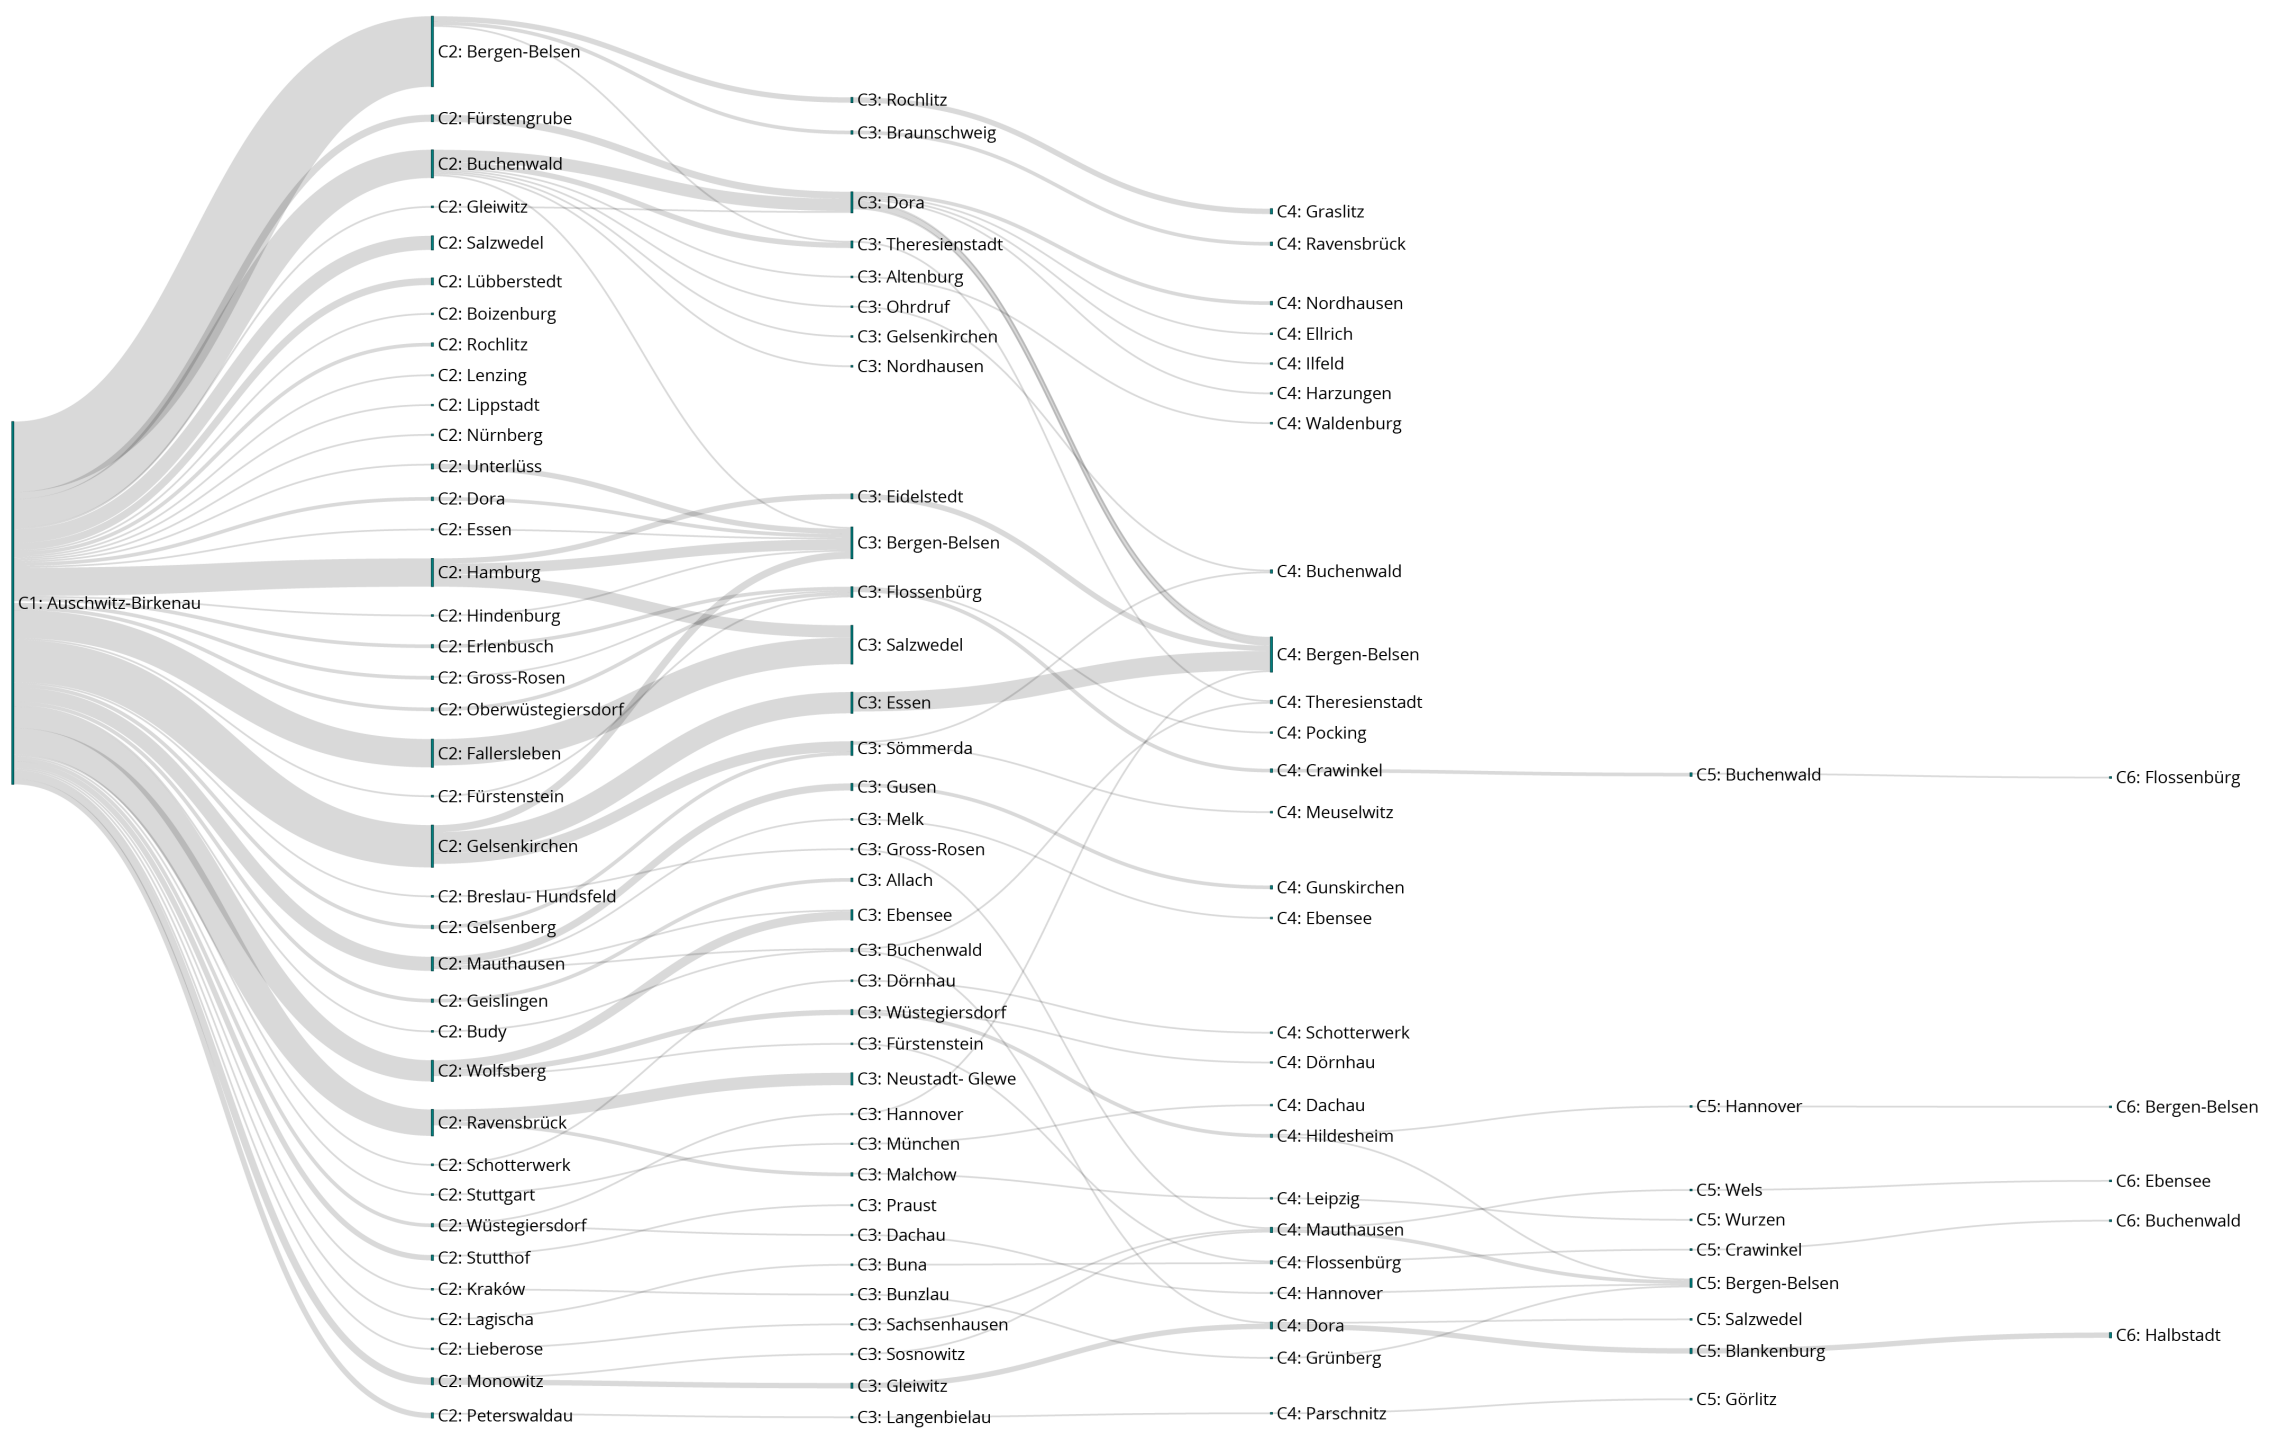 C1: Auschwitz-Birkenau
C2: Bergen-Belsen
C2: Fürstengrube
C2: Buchenwald
C2: Gleiwitz
C2: Salzwedel
C2: Lübberstedt
C2: Boizenburg
C2: Rochlitz
C2: Lenzing
C2: Lippstadt
C2: Nürnberg
C2: Unterlüss
C2: Dora
C2: Essen
C2: Hamburg
C2: Hindenburg
C2: Erlenbusch
C2: Gross-Rosen
C2: Oberwüstegiersdorf
C2: Fallersleben
C2: Fürstenstein
C2: Gelsenkirchen
C2: Breslau- Hundsfeld
C2: Gelsenberg
C2: Mauthausen
C2: Geislingen
C2: Budy
C2: Wolfsberg
C2: Ravensbrück
C2: Schotterwerk
C2: Stuttgart
C2: Wüstegiersdorf
C2: Stutthof
C2: Kraków
C2: Lagischa
C2: Lieberose
C2: Monowitz
C2: Peterswaldau
C3: Rochlitz
C3: Braunschweig
C3: Dora
C3: Theresienstadt
C3: Altenburg
C3: Ohrdruf
C3: Gelsenkirchen
C3: Nordhausen
C3: Eidelstedt
C3: Bergen-Belsen
C3: Flossenbürg
C3: Salzwedel
C3: Essen
C3: Sömmerda
C3: Gusen
C3: Melk
C3: Gross-Rosen
C3: Allach
C3: Ebensee
C3: Buchenwald
C3: Dörnhau
C3: Wüstegiersdorf
C3: Fürstenstein
C3: Neustadt- Glewe
C3: Hannover
C3: München
C3: Malchow
C3: Praust
C3: Dachau
C3: Buna
C3: Bunzlau
C3: Sachsenhausen
C3: Sosnowitz
C3: Gleiwitz
C3: Langenbielau
C4: Graslitz
C4: Ravensbrück
C4: Nordhausen
C4: Ellrich
C4: Ilfeld
C4: Harzungen
C4: Waldenburg
C4: Buchenwald
C4: Bergen-Belsen
C4: Theresienstadt
C4: Pocking
C4: Crawinkel
C4: Meuselwitz
C4: Gunskirchen
C4: Ebensee
C4: Schotterwerk
C4: Dörnhau
C4: Dachau
C4: Hildesheim
C4: Leipzig
C4: Mauthausen
C4: Flossenbürg
C4: Hannover
C4: Dora
C4: Grünberg
C4: Parschnitz
C5: Buchenwald
C5: Hannover
C5: Wels
C5: Wurzen
C5: Crawinkel
C5: Bergen-Belsen
C5: Salzwedel
C5: Blankenburg
C5: Görlitz
C6: Flossenbürg
C6: Bergen-Belsen
C6: Ebensee
C6: Buchenwald
C6: Halbstadt